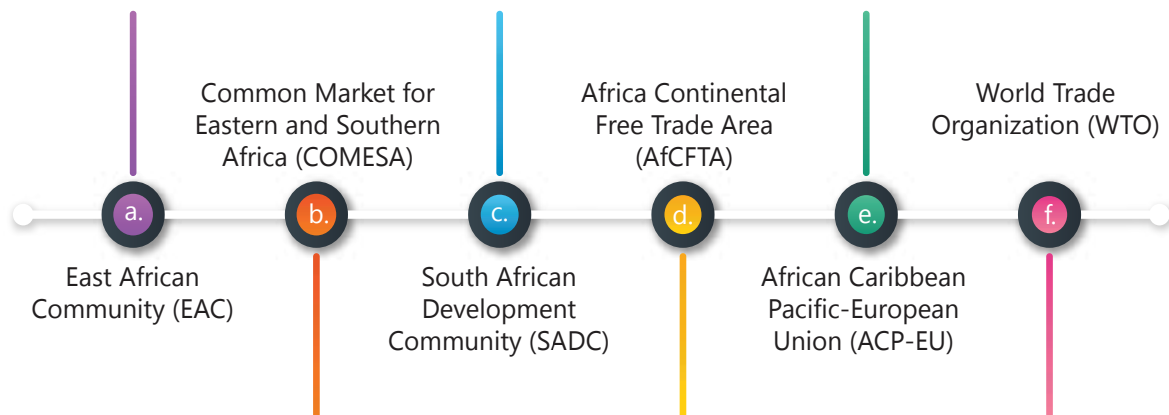 a.
East African
Community (EAC)
b.
Common Market for
Eastern and Southern
Africa (COMESA)
c.
South African
Development
Community (SADC)
d.
Africa Continental
Free Trade Area
(AfCFTA)
e.
African Caribbean
Pacific-European
Union (ACP-EU)
f.
World Trade
Organization (WTO)